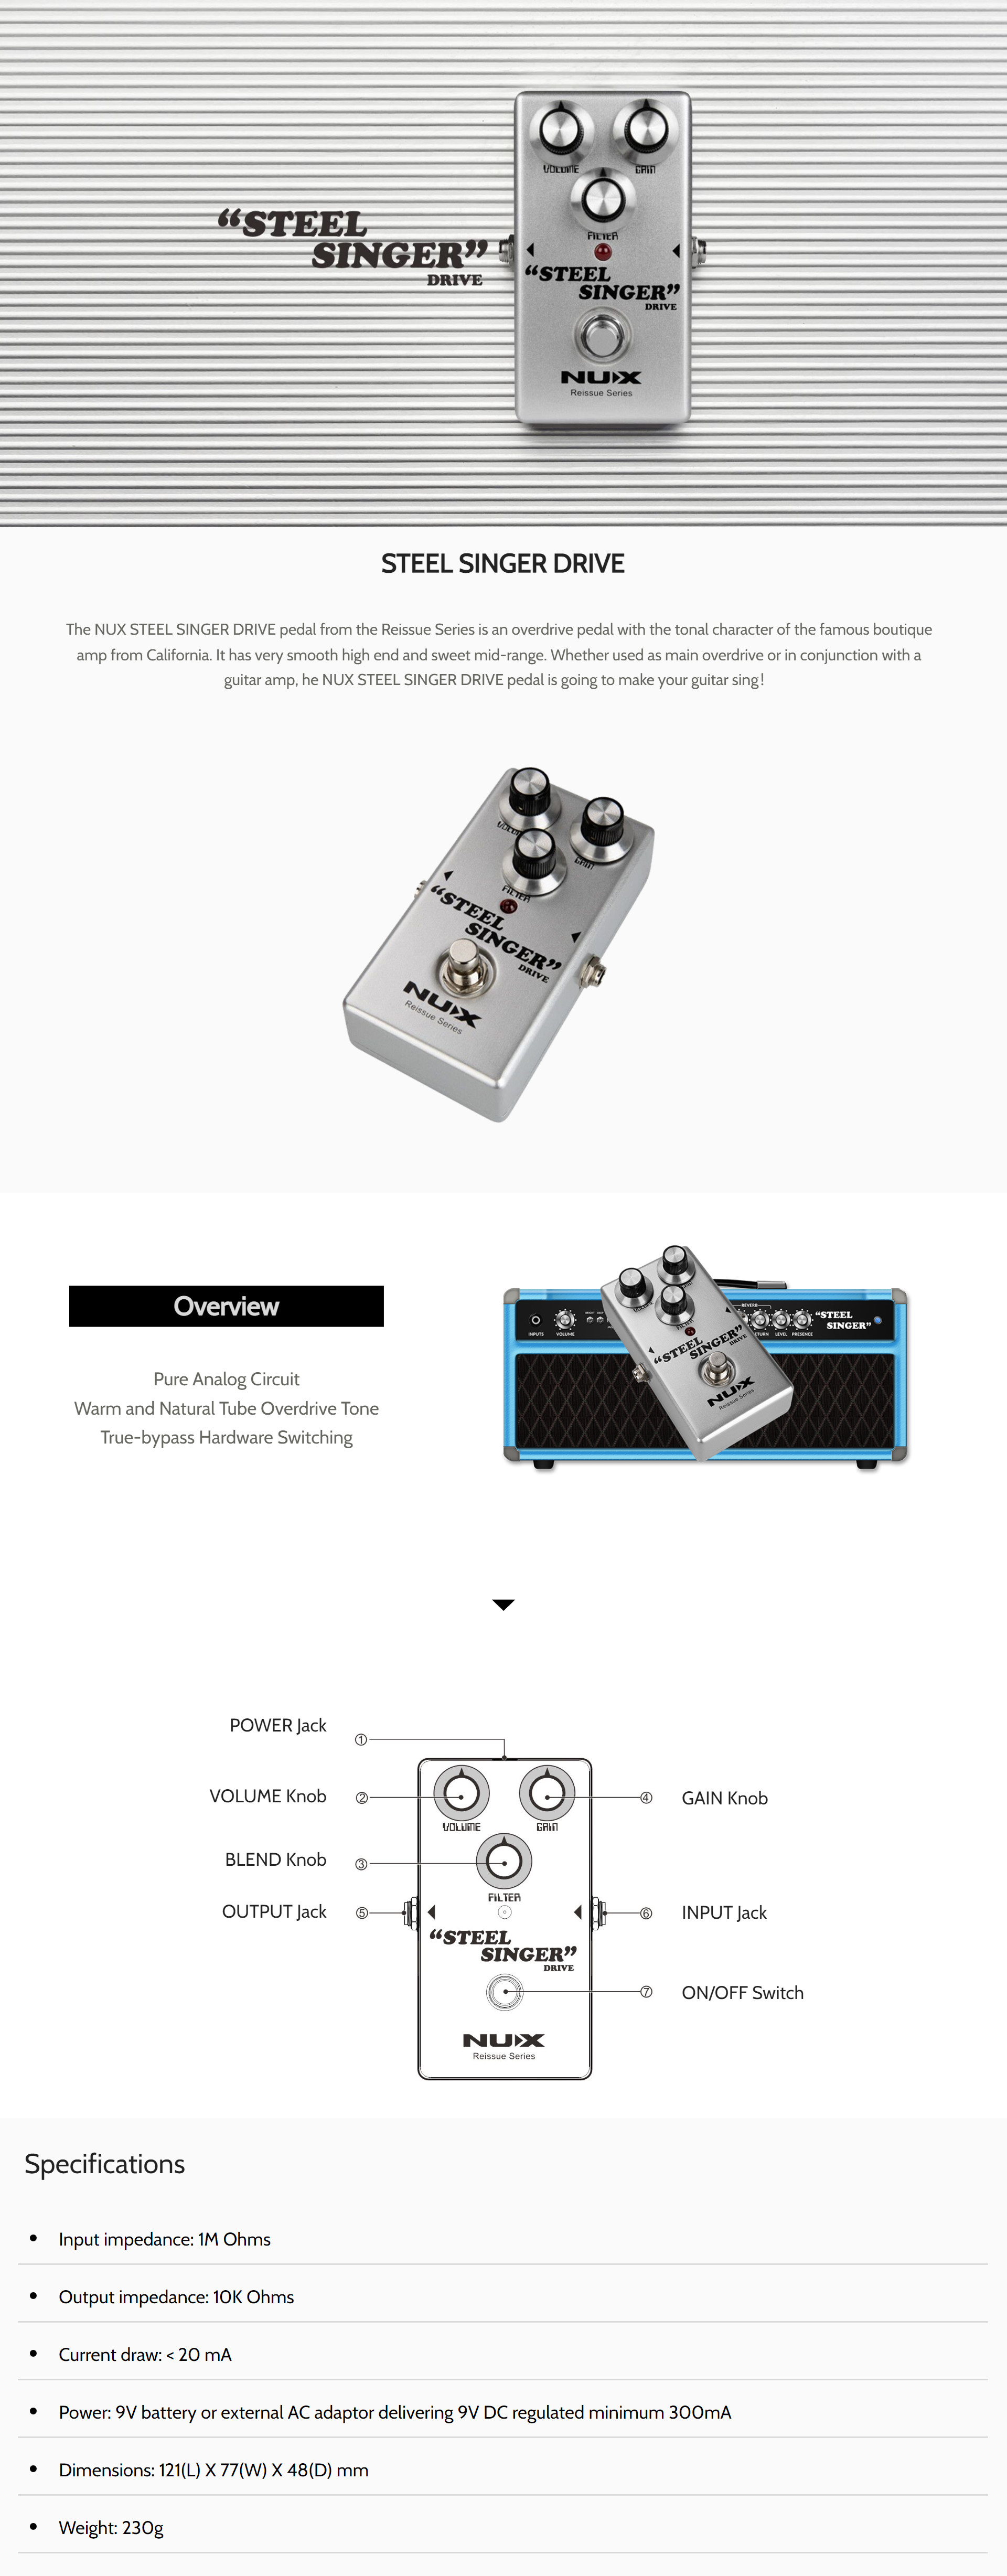 “STEEL
SINGER”
DRIVE
VOLUME GAIN
FILTER
“STEEL
SINGER”
DRIVE
NUX
Reissue Series
STEEL SINGER DRIVE
The NUX STEEL SINGER DRIVE pedal from the Reissue Series is an overdrive pedal with the tonal character of the famous boutique
amp from California. It has very smooth high end and sweet mid-range. Whether used as main overdrive or in conjunction with a
guitar amp, he NUX STEEL SINGER DRIVE pedal is going to make your guitar sing!
GAIN
FILTER
“STEEL
SINGER”
DRIVE
NUX
Reissue Series
Overview
Pure Analog Circuit
Warm and Natural Tube Overdrive Tone
True-bypass Hardware Switching
REVERB
“STEEL
SINGER”
INPUTS VOLUME LEVEL PRESENCE
“STEEL
SINGER”
DRIVE
NUX
Reissue Series
POWER Jack ①
VOLUME Knob ② ④ GAIN Knob
VOLUME GAIN
BLEND Knob ③
FILTER
OUTPUT Jack ⑤ ⑥ INPUT Jack
“STEEL
SINGER”
DRIVE
⑦ ON/OFF Switch
NUX
Reissue Series
Specifications
• Input impedance: 1M Ohms
• Output impedance: 10K Ohms
• Current draw: < 20 mA
• Power: 9V battery or external AC adaptor delivering 9V DC regulated minimum 300mA
• Dimensions: 121(L) X 77(W) X 48(D) mm
• Weight: 230g